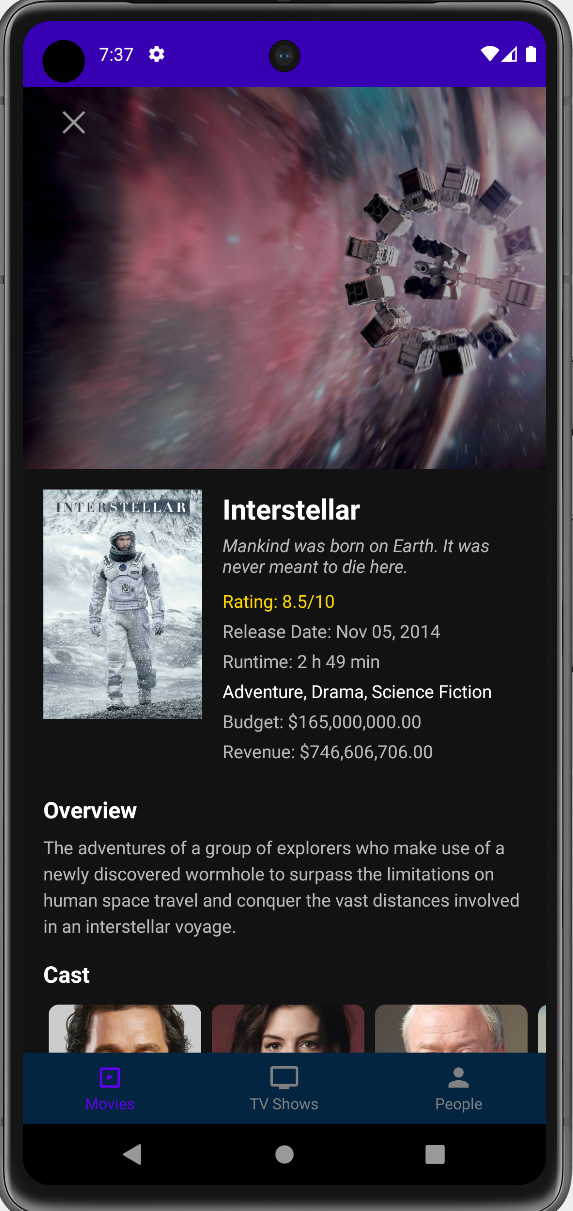 7:37
INTERSTELLAR
Interstellar
Mankind was born on Earth. It was
never meant to die here.
Rating: 8.5/10
Release Date: Nov 05, 2014
Runtime: 2 h 49 min
Adventure, Drama, Science Fiction
Budget: $165,000,000.00
Revenue: $746,606,706.00
Overview
The adventures of a group of explorers who make use of a
newly discovered wormhole to surpass the limitations on
human space travel and conquer the vast distances involved
in an interstellar voyage.
Cast
Movies
TV Shows
People